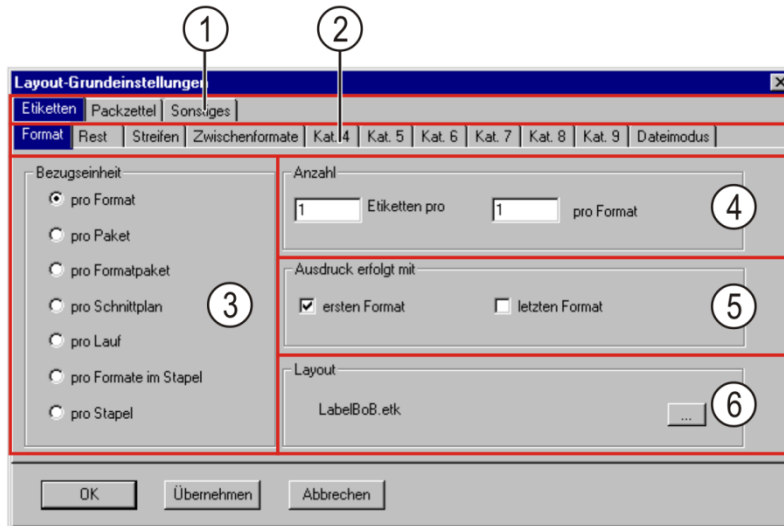 1 2
Layout-Grundeinstellungen
Etiketten Packzettel Sonstiges
Format Rest Streifen Zwischenformate Kat. 4 Kat. 5 Kat. 6 Kat. 7 Kat. 8 Kat. 9 Dateimodus
Bezugseinheit
pro Format
pro Paket
pro Formatpaket
pro Schnittplan
pro Lauf
pro Formate im Stapel
pro Stapel
3
Anzahl
1 Etiketten pro 1 pro Format
4
Ausdruck erfolgt mit
ersten Format letzten Format
5
Layout
LabelBoB.etk ...
6
OK Übernehmen Abbrechen